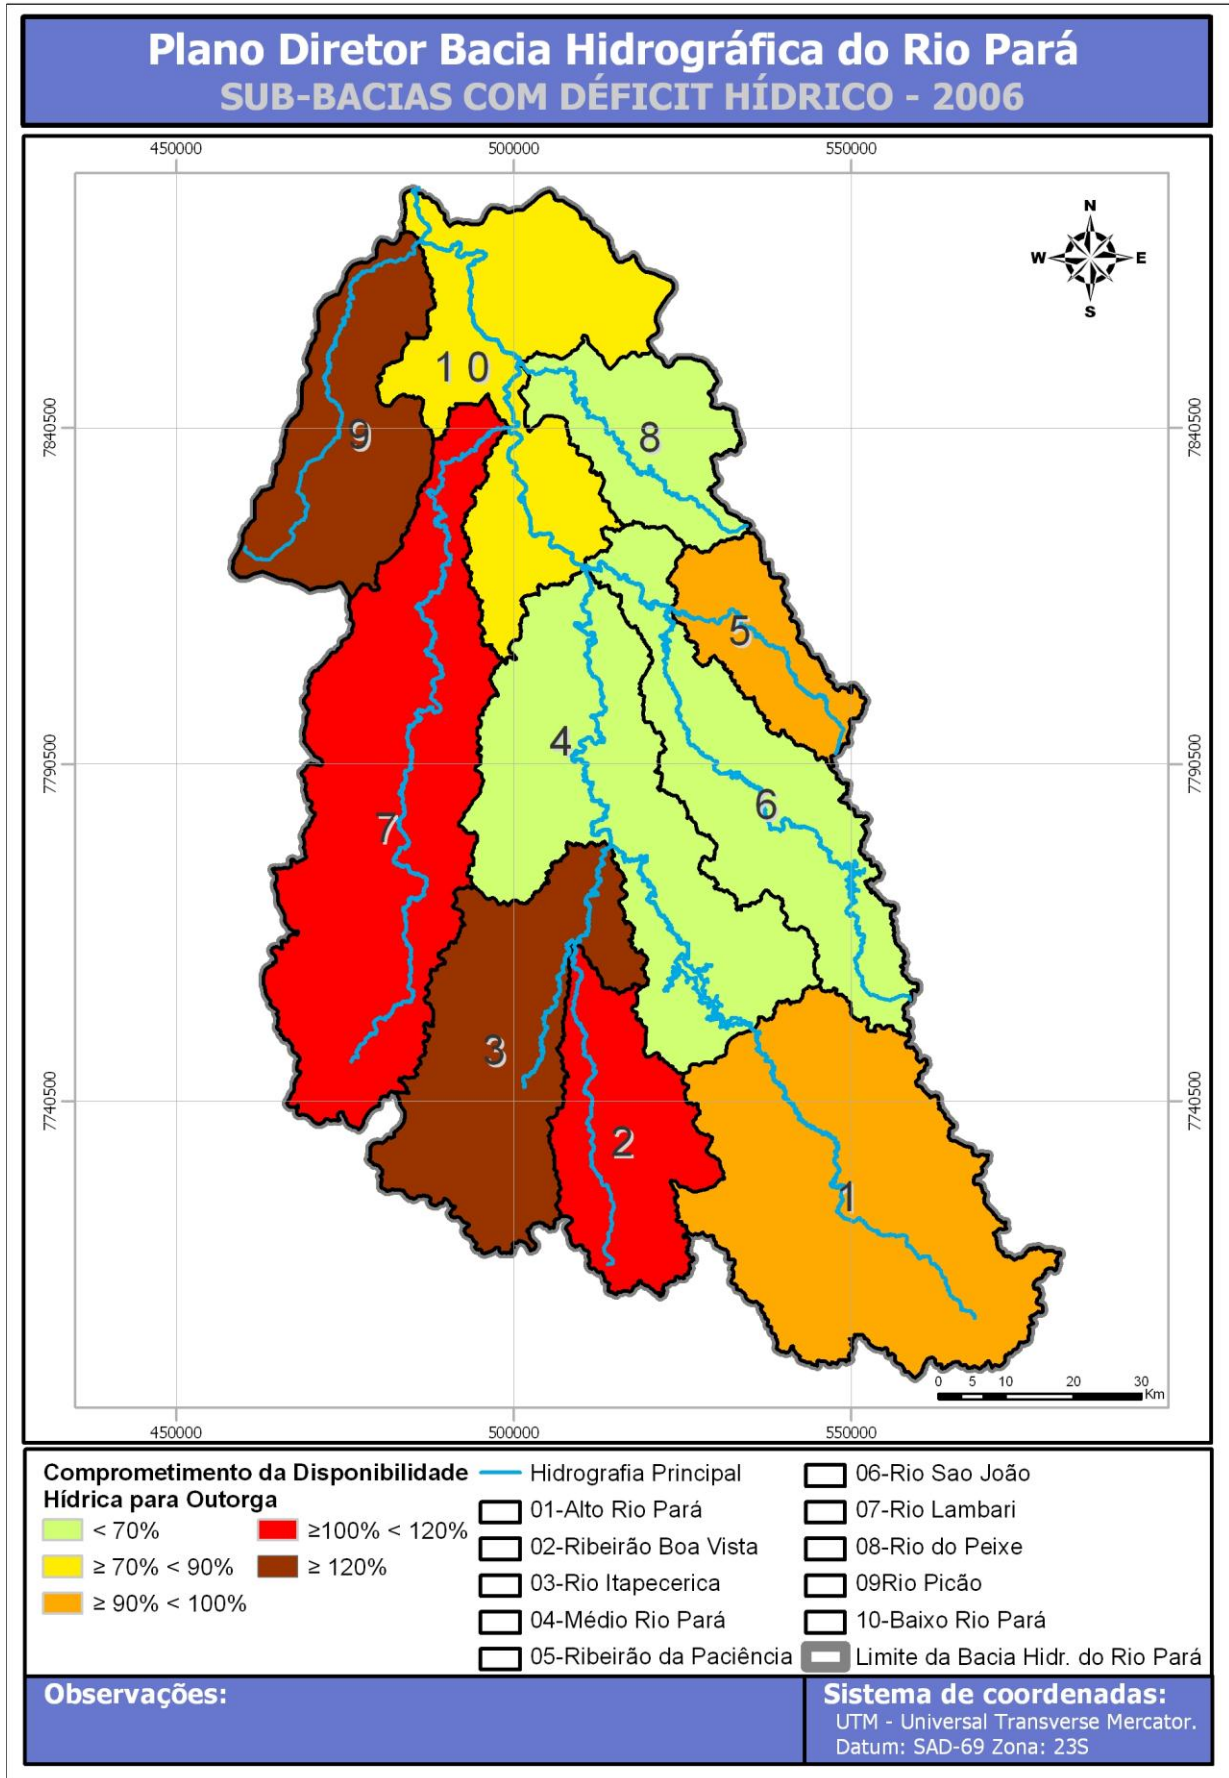 Plano Diretor Bacia Hidrográfica do Rio Pará
SUB-BACIAS COM DÉFICIT HÍDRICO - 2006
450000 500000 550000
N
W E
S
10
9
8
7840500 7840500
5
4
7790500 7790500
6
7
3
7740500 7740500
2
1
0 5 10 20 30
Km
450000 500000 550000
Comprometimento da Disponibilidade
Hídrica para Outorga
< 70%
≥ 70% < 90%
≥ 90% < 100%
≥100% < 120%
≥ 120%
Hidrografia Principal
01-Alto Rio Pará
02-Ribeirão Boa Vista
03-Rio Itapecerica
04-Médio Rio Pará
05-Ribeirão da Paciência
06-Rio Sao João
07-Rio Lambari
08-Rio do Peixe
09Rio Picão
10-Baixo Rio Pará
Limite da Bacia Hidr. do Rio Pará
Observações:
Sistema de coordenadas:
UTM - Universal Transverse Mercator.
Datum: SAD-69 Zona: 23S